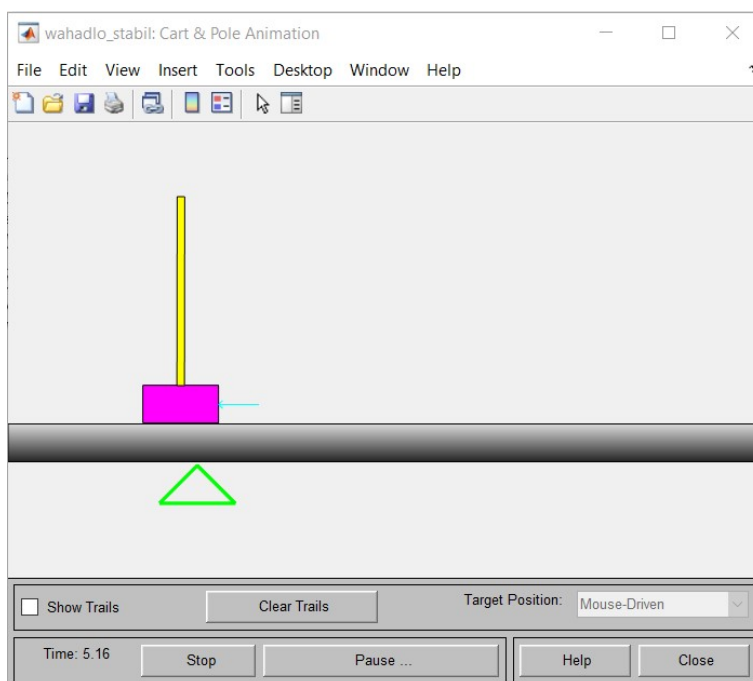 wahadlo_stabil: Cart & Pole Animation
File Edit View Insert Tools Desktop Window Help
Show Trails Clear Trails Target Position: Mouse-Driven
Time: 5.16 Stop Pause ... Help Close